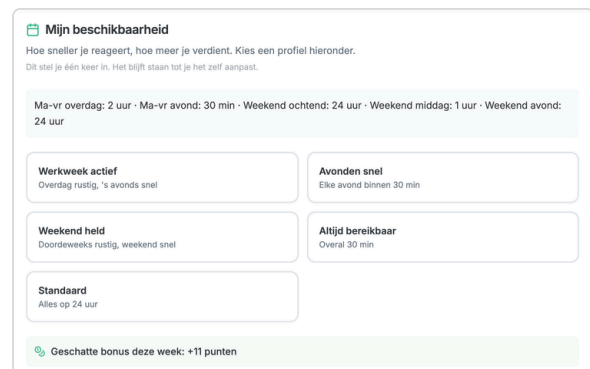 Mijn beschikbaarheid
Hoe sneller je reageert, hoe meer je verdient. Kies een profiel hieronder.
Dit stel je één keer in. Het blijft staan tot je het zelf aanpast.
Ma-vr overdag: 2 uur · Ma-vr avond: 30 min · Weekend ochtend: 24 uur · Weekend middag: 1 uur · Weekend avond:
24 uur
Werkweek actief
Overdag rustig, 's avonds snel
Avonden snel
Elke avond binnen 30 min
Weekend held
Doordeweeks rustig, weekend snel
Altijd bereikbaar
Overal 30 min
Standaard
Alles op 24 uur
Geschatte bonus deze week: +11 punten